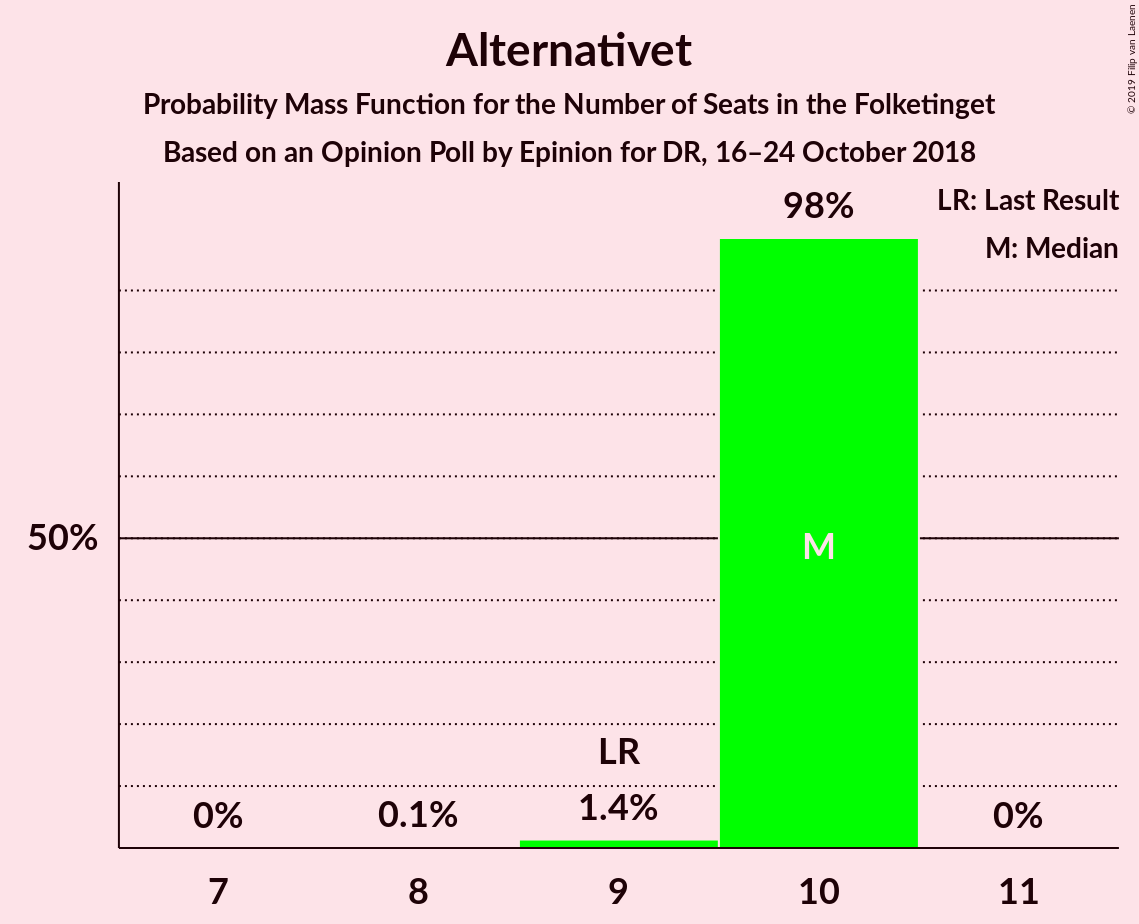 Alternativet
Probability Mass Function for the Number of Seats in the Folketinget
Based on an Opinion Poll by Epinion for DR, 16–24 October 2018
© 2019 Filip van Laenen
LR: Last Result
M: Median
98%
50%
M
LR
0%
0.1%
1.4%
0%
7
8
9
10
11